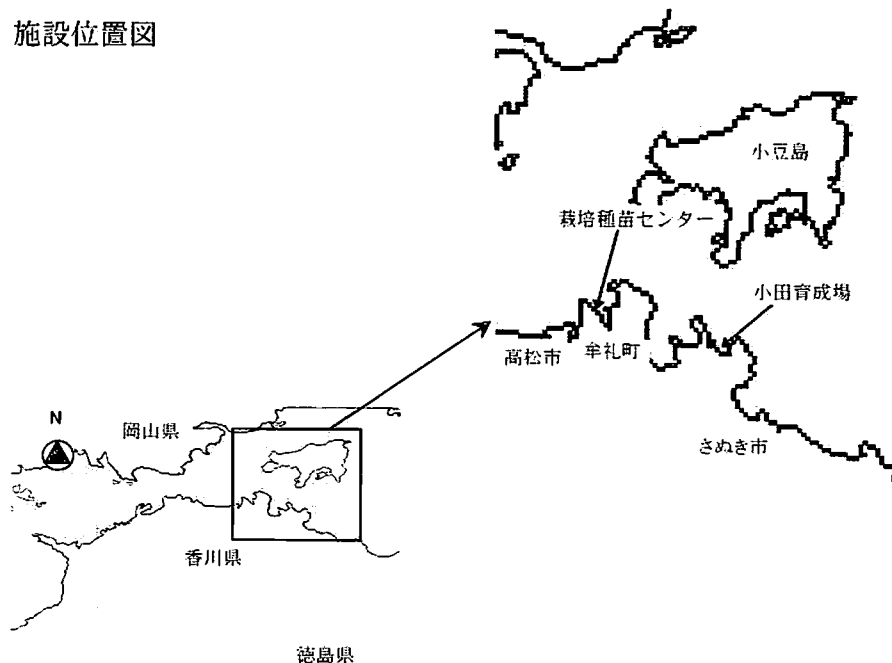 施設位置図
小豆島
栽培種苗センター
小田育成場
高松市
牟礼町
さぬき市
N
岡山県
香川県
徳島県